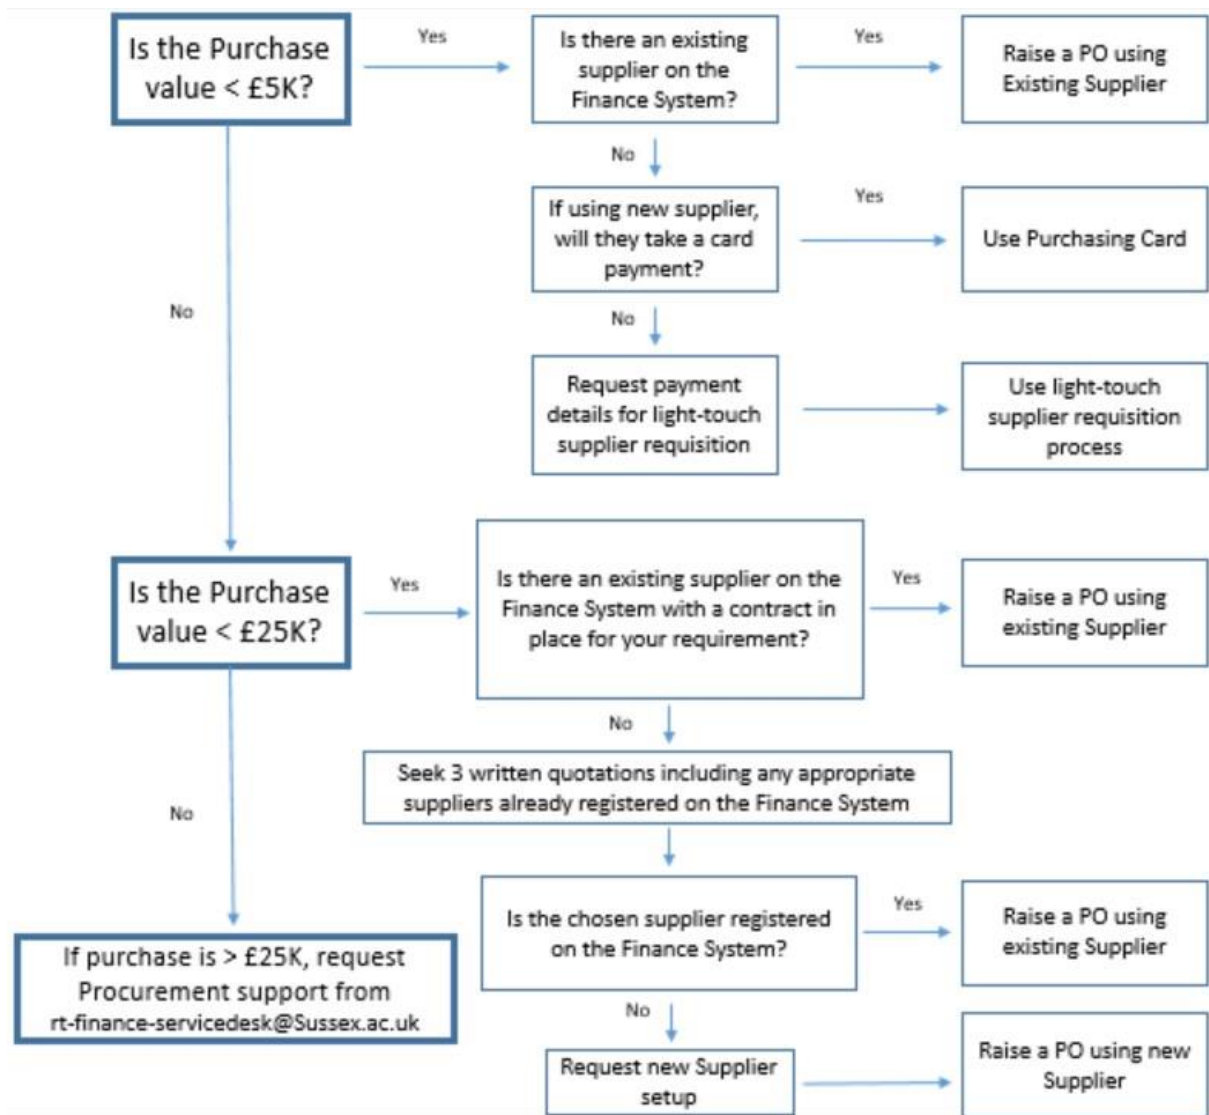 Is the Purchase
value < £5K?
Yes
Is there an existing
supplier on the
Finance System?
Yes
Raise a PO using
Existing Supplier
No
If using new supplier,
will they take a card
payment?
Yes
Use Purchasing Card
No
No
Request payment
details for light-touch
supplier requisition
Use light-touch
supplier requisition
process
Is the Purchase
value < £25K?
Yes
Is there an existing supplier on the
Finance System with a contract in
place for your requirement?
Yes
Raise a PO using
existing Supplier
No
Seek 3 written quotations including any appropriate
suppliers already registered on the Finance System
No
Is the chosen supplier registered
on the Finance System?
Yes
Raise a PO using
existing Supplier
If purchase is > £25K, request
Procurement support from
rt-finance-servicedesk@Sussex.ac.uk
No
Request new Supplier
setup
Raise a PO using new
Supplier